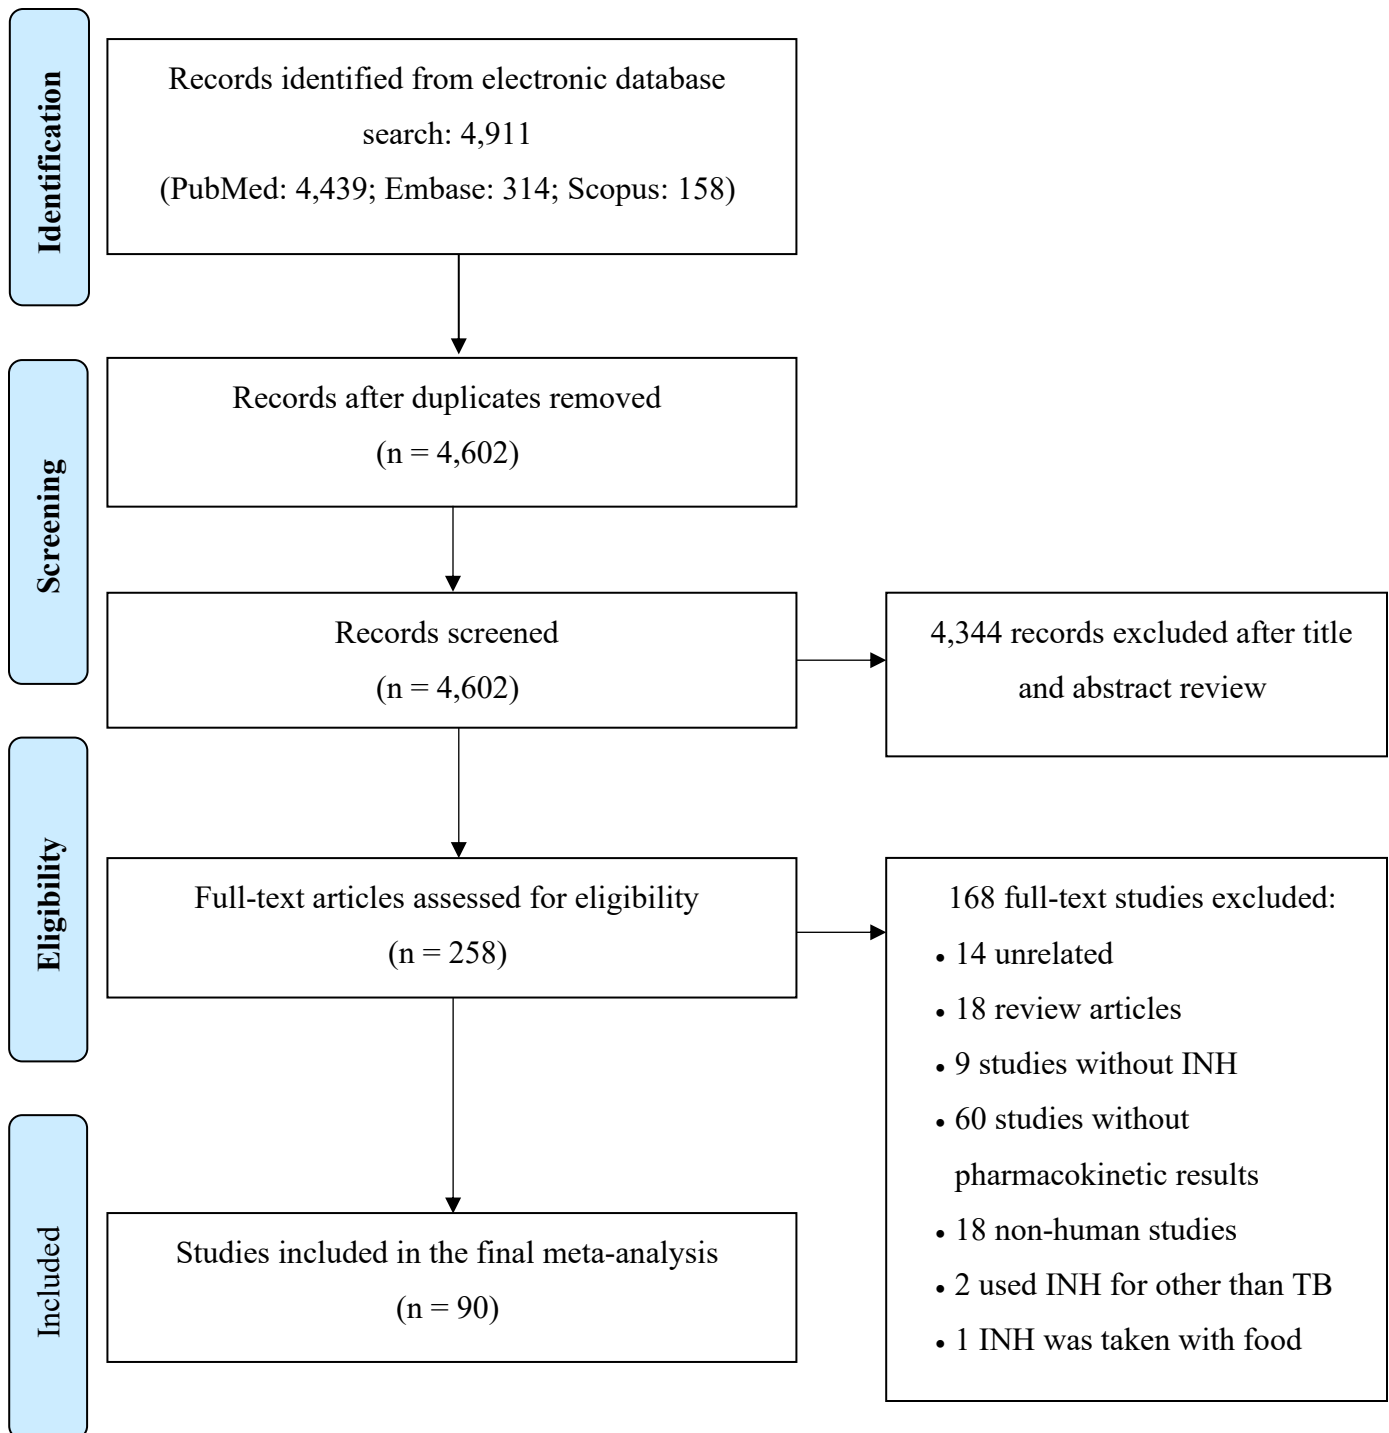 Identification
Records identified from electronic database
search: 4,911
(PubMed: 4,439; Embase: 314; Scopus: 158)
Screening
Records after duplicates removed
(n = 4,602)
Records screened
(n = 4,602)
4,344 records excluded after title
and abstract review
Eligibility
Full-text articles assessed for eligibility
(n = 258)
168 full-text studies excluded:
• 14 unrelated
• 18 review articles
• 9 studies without INH
• 60 studies without
pharmacokinetic results
• 18 non-human studies
• 2 used INH for other than TB
• 1 INH was taken with food
Included
Studies included in the final meta-analysis
(n = 90)